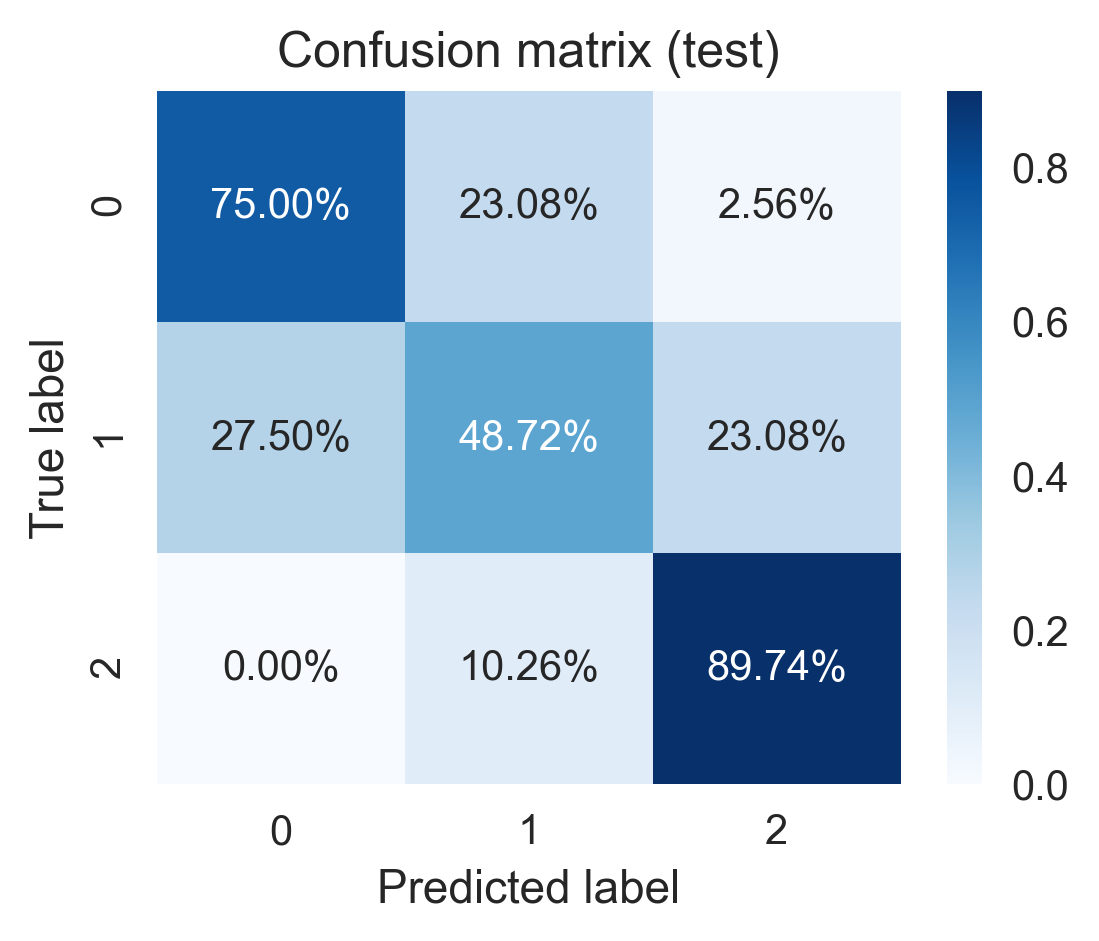 Confusion matrix (test)
0 75.00% 23.08% 2.56%
1 27.50% 48.72% 23.08%
2 0.00% 10.26% 89.74%
0 1 2
Predicted label
True label
0.8
0.6
0.4
0.2
0.0